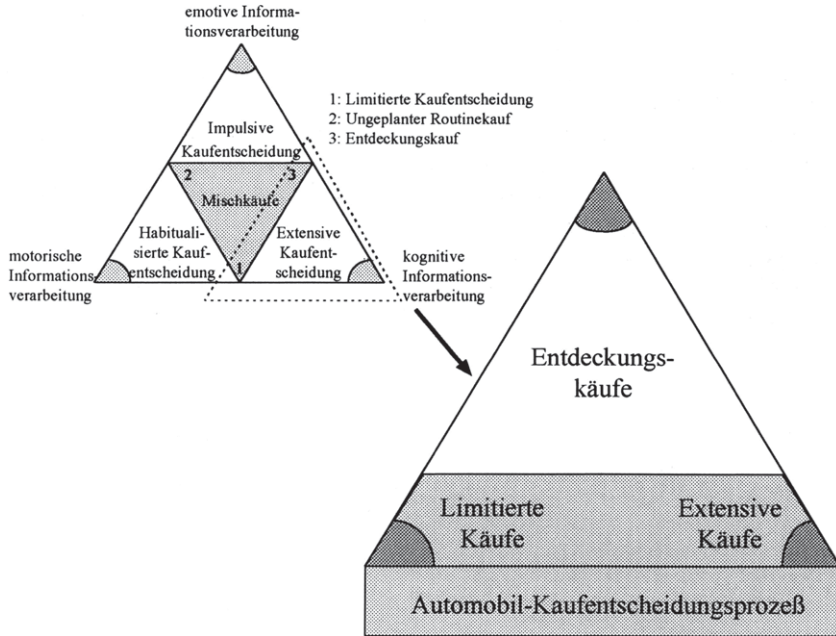 emotive Informa-
tionsverarbeitung
1: Limitierte Kaufentscheidung
2: Ungeplanter Routinekauf
3: Entdeckungskauf
Impulsive
Kaufentscheidung
2
3
Mischkäufe
Habituali-
sierte Kauf-
entscheidung
Extensive
Kaufent-
scheidung
1
motorische
Informations-
verarbeitung
kognitive
Informations-
verarbeitung
Entdeckungs-
käufe
Limitierte
Käufe
Extensive
Käufe
Automobil-Kaufentscheidungsprozeß